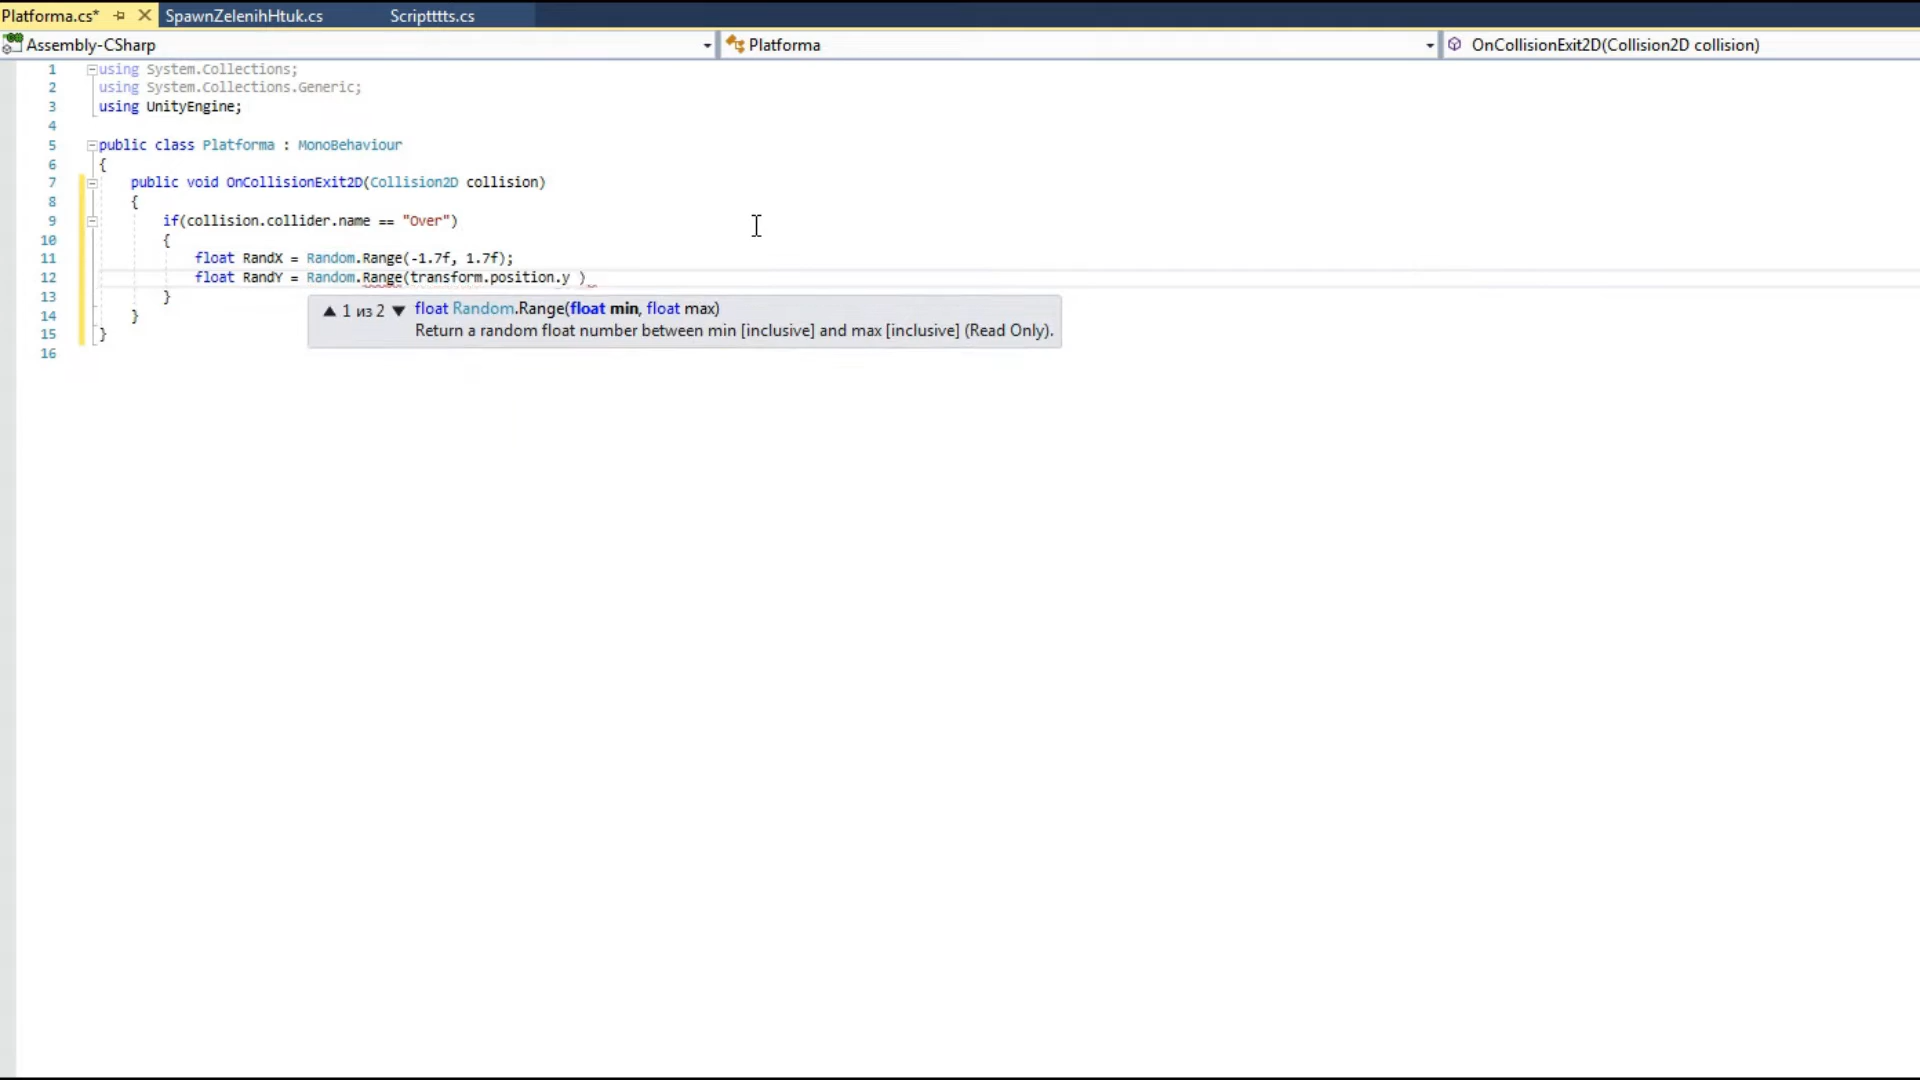 Platforma.cs* SpawnZelenihHtuk.cs Scriptttts.cs
Assembly-CSharp Platforma OnCollisionExit2D(Collision2D collision)
1 using System.Collections;
2 using System.Collections.Generic;
3 using UnityEngine;
4
5 public class Platforma : MonoBehaviour
6 {
7 public void OnCollisionExit2D(Collision2D collision)
8 {
9 if(collision.collider.name == "Over")
10 {
11 float RandX = Random.Range(-1.7f, 1.7f);
12 float RandY = Random.Range(transform.position.y )
13 }
▲ 1 из 2 ▼ float Random.Range(float min, float max)
14 }
Return a random float number between min [inclusive] and max [inclusive] (Read Only).
15 }
16